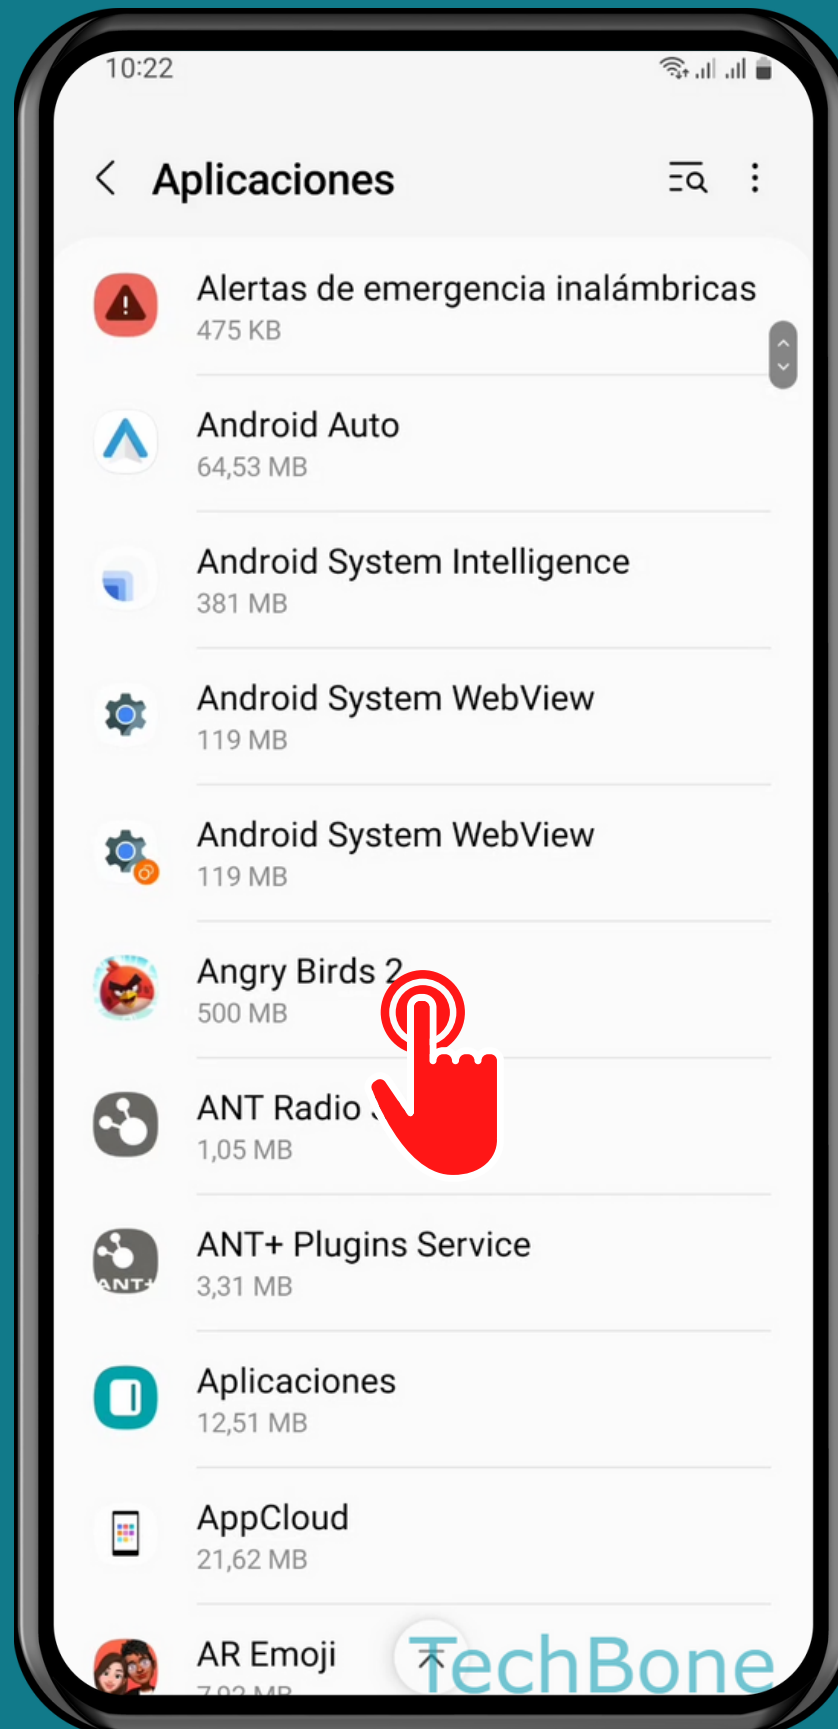 10:22
Aplicaciones
Alertas de emergencia inalámbricas
475 KB
Android Auto
64,53 MB
Android System Intelligence
381 MB
Android System WebView
119 MB
Android System WebView
119 MB
Angry Birds 2
500 MB
ANT Radio
1,05 MB
ANT+ Plugins Service
ANT+
3,31 MB
Aplicaciones
12,51 MB
AppCloud
21,62 MB
AR Emoji
TechBone